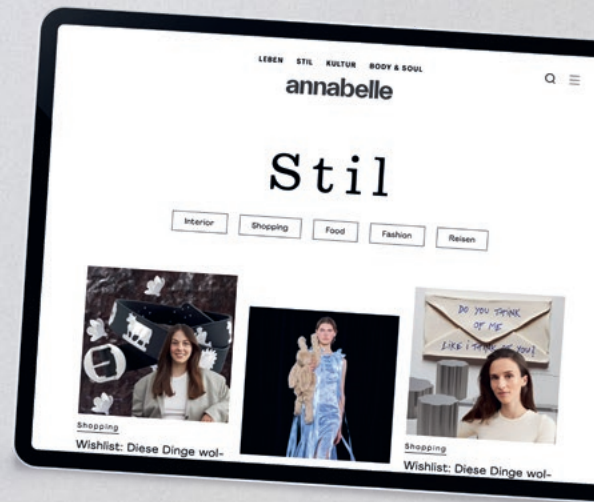 LEBEN STIL KULTUR BODY & SOUL
annabelle
Stil
Interior Shopping Food Fashion Reisen
DO YOU THINK
OF ME
LIKE I THINK OF YOU?
Shopping
Wishlist: Diese Dinge wol-
Shopping
Wishlist: Diese Dinge wol-